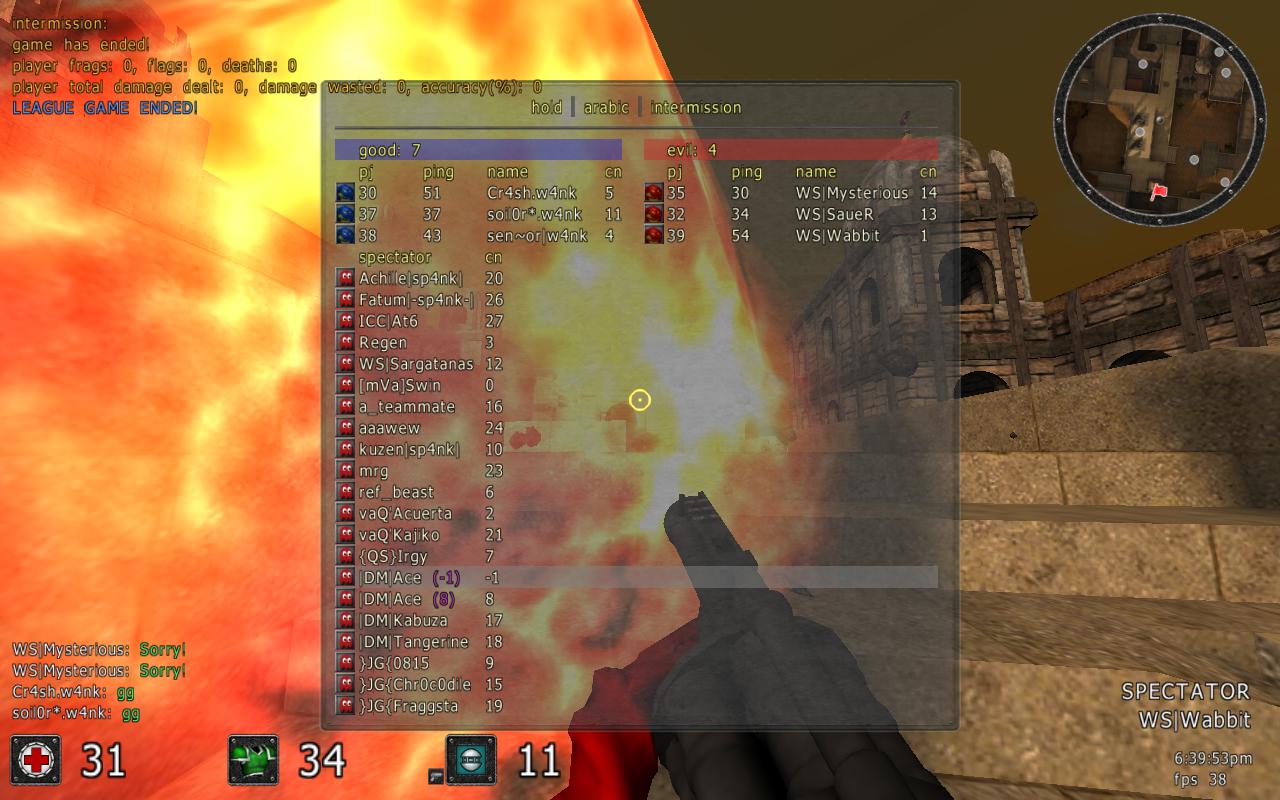 intermission:
game has ended!
player frags: 0, flags: 0, deaths: 0
player total damage dealt: 0, damage wasted: 0, accuracy(%): 0
LEAGUE GAME ENDED!
hold | arabic | intermission
good: 7 evil: 4
pj ping name cn pj ping name cn
30 51 Cr4sh.w4nk 5 35 30 WS|Mysterious 14
37 37 soil0r*.w4nk 11 32 34 WS|SaueR 13
38 43 sen~or|w4nk 4 39 54 WS|Wabbit 1
spectator cn
Achille|sp4nk| 20
Fatum|-sp4nk-| 26
ICC|At6 27
Regen 3
WS|Sargatanas 12
[mVa]Swin 0
a_teammate 16
aaawew 24
kuzen|sp4nk| 10
mrg 23
ref_beast 6
vaQ'Acuerta 2
vaQ'Kajiko 21
{QS}Irgy 7
|DM|Ace (-1) -1
|DM|Ace (8) 8
|DM|Kabuza 17
|DM|Tangerine 18
}JG{0815 9
}JG{Chr0c0dile 15
}JG{Fraggsta 19
WS|Mysterious: Sorry!
WS|Mysterious: Sorry!
Cr4sh.w4nk: gg
soil0r*.w4nk: gg
31 34 11
SPECTATOR
WS|Wabbit
6:39:53pm
fps 38